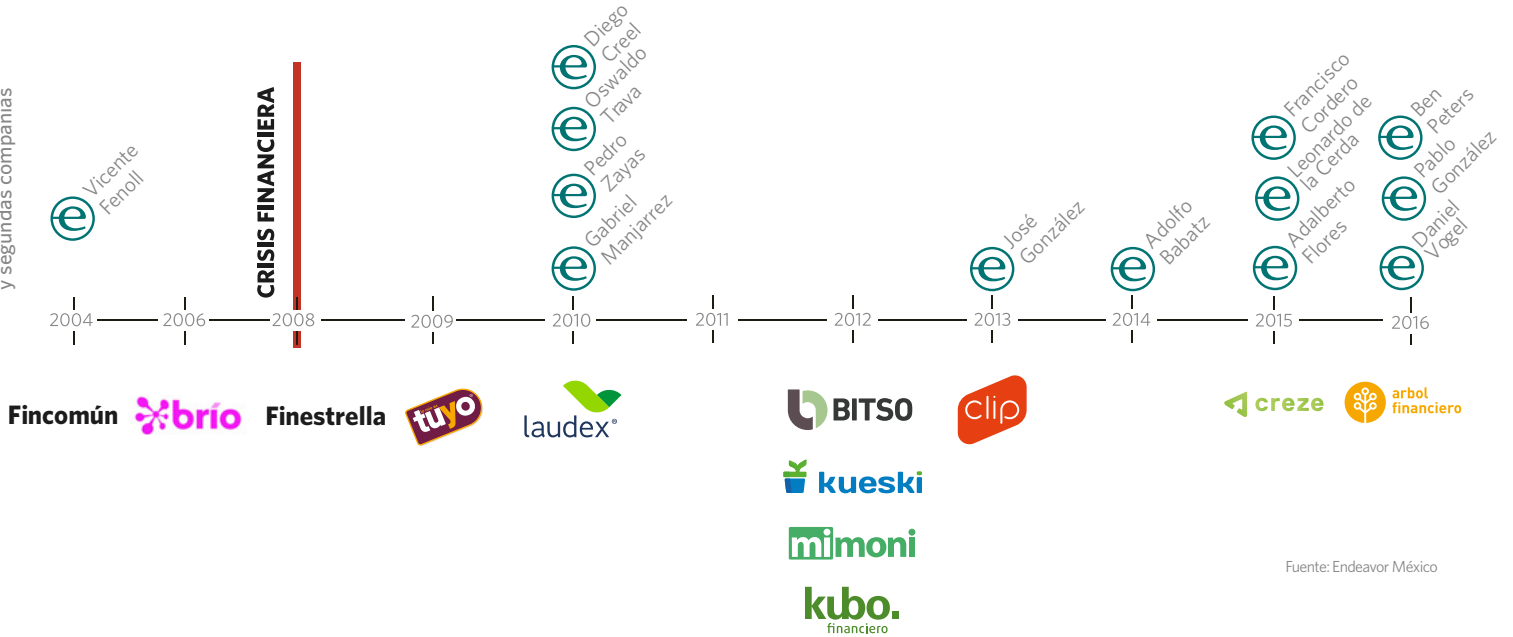 y segundas companias
Vicente
Fenoll
CRISIS FINANCIERA
Diego
Creel
Oswaldo
Trava
Pedro
Zayas
Gabriel
Manjarrez
José
González
Adolfo
Babatz
Francisco
Cordero
Leonardo de
la Cerda
Adalberto
Flores
Ben
Peters
Pablo
González
Daniel
Vogel
2004 2006 2008 2009 2010 2011 2012 2013 2014 2015 2016
Fincomún brío Finestrella tuyo laudex® BITSO clip creze arbol
financiero
kueski
mimoni
kubo.
financiero
Fuente: Endeavor México